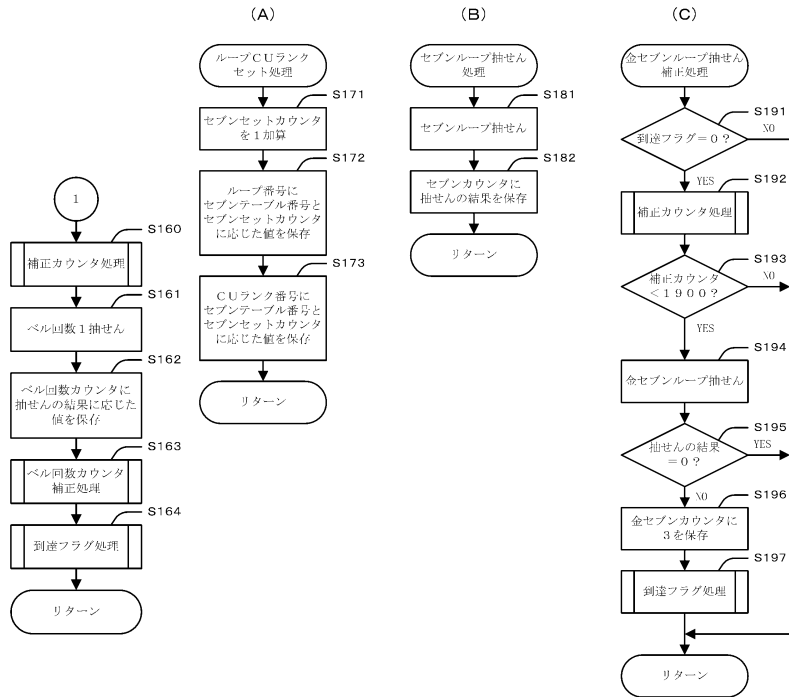 (A)
(B)
(C)
1
S160
補正カウンタ処理
S161
ベル回数1抽せん
S162
ベル回数カウンタに
抽せんの結果に応じた
値を保存
S163
ベル回数カウンタ
補正処理
S164
到達フラグ処理
リターン
ループCUランク
セット処理
S171
セブンセットカウンタ
を1加算
S172
ループ番号に
セブンテーブル番号と
セブンセットカウンタ
に応じた値を保存
S173
CUランク番号に
セブンテーブル番号と
セブンセットカウンタ
に応じた値を保存
リターン
セブンループ抽せん
処理
S181
セブンループ抽せん
S182
セブンカウンタに
抽せんの結果を保存
リターン
金セブンループ抽せん
補正処理
S191
到達フラグ=0?
NO
YES
S192
補正カウンタ処理
S193
補正カウンタ
<1900?
NO
YES
S194
金セブンループ抽せん
S195
抽せんの結果
=0?
YES
NO
S196
金セブンカウンタに
3を保存
S197
到達フラグ処理
リターン